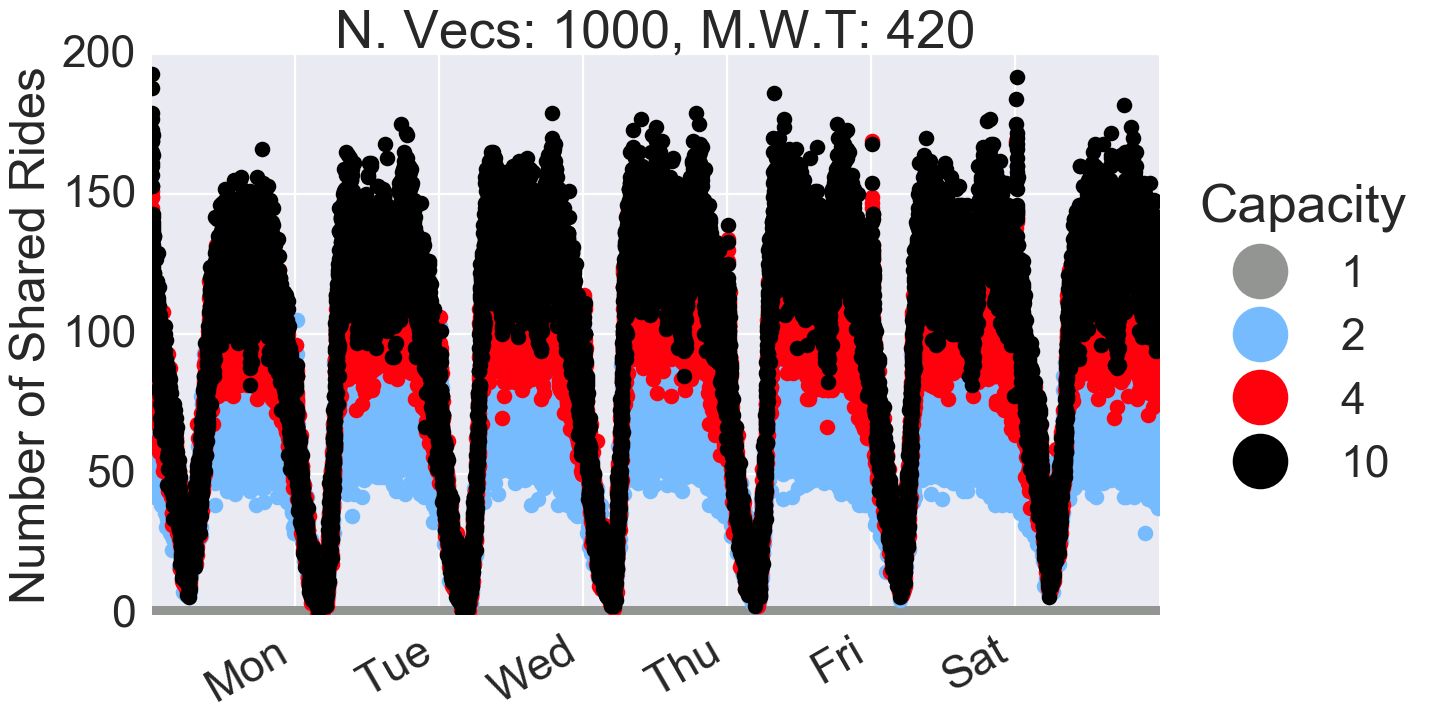 N. Vecs: 1000, M.W.T: 420
Number of Shared Rides
200
150
100
50
0
Mon
Tue
Wed
Thu
Fri
Sat
Capacity
1
2
4
10